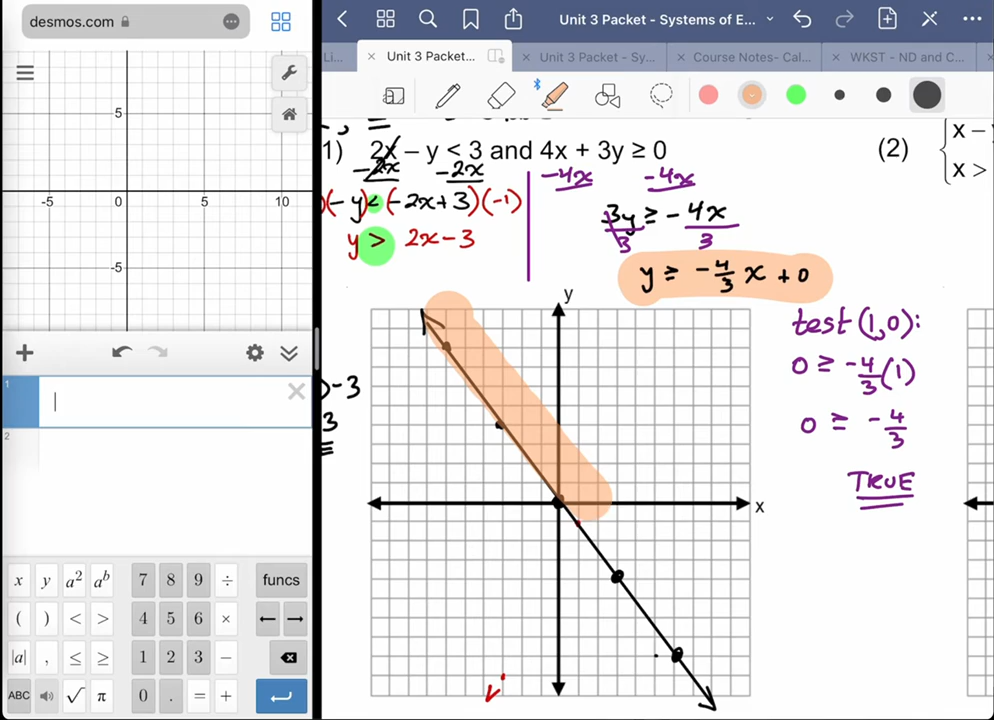 desmos.com
Unit 3 Packet - Systems of E...
Li...
Unit 3 Packet...
Unit 3 Packet - Sy...
Course Notes- Cal...
WKST - ND and C...
1) 2x – y < 3 and 4x + 3y ≥ 0
(2)
x –
x >
-2x -2x
-4x -4x
(-y) < (-2x+3)(-1)
3y ≥ -4x
3 3
y > 2x-3
y ≥ -4/3 x + 0
5
-5 0 5 10
-5
y
x
test (1,0):
0 ≥ -4/3 (1)
0 ≥ -4/3
TRUE
)-3
3
1
2
x y a² aᵇ 7 8 9 ÷ funcs
( ) < > 4 5 6 × ← →
|a| , ≤ ≥ 1 2 3 −
ABC √ π 0 . = +